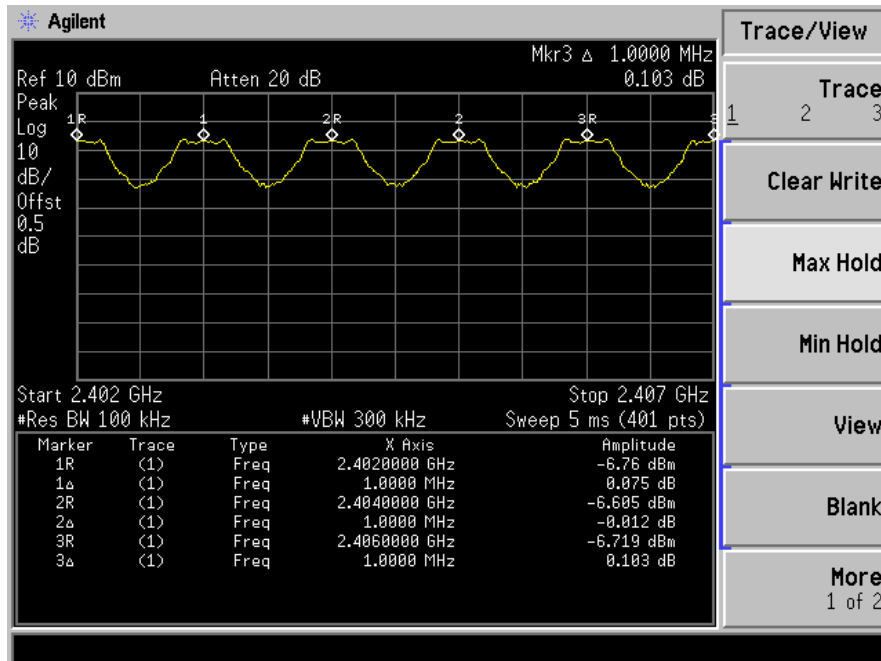 Agilent
Trace/View
Mkr3 Δ 1.0000 MHz
Ref 10 dBm Atten 20 dB 0.103 dB
Peak
Log
10
dB/
Offst
0.5
dB
1R 1 2R 2 3R 3
Start 2.402 GHz Stop 2.407 GHz
#Res BW 100 kHz #VBW 300 kHz Sweep 5 ms (401 pts)
Marker Trace Type X Axis Amplitude
1R (1) Freq 2.4020000 GHz -6.76 dBm
1Δ (1) Freq 1.0000 MHz 0.075 dB
2R (1) Freq 2.4040000 GHz -6.605 dBm
2Δ (1) Freq 1.0000 MHz -0.012 dB
3R (1) Freq 2.4060000 GHz -6.719 dBm
3Δ (1) Freq 1.0000 MHz 0.103 dB
Trace
1 2 3
Clear Write
Max Hold
Min Hold
View
Blank
More
1 of 2